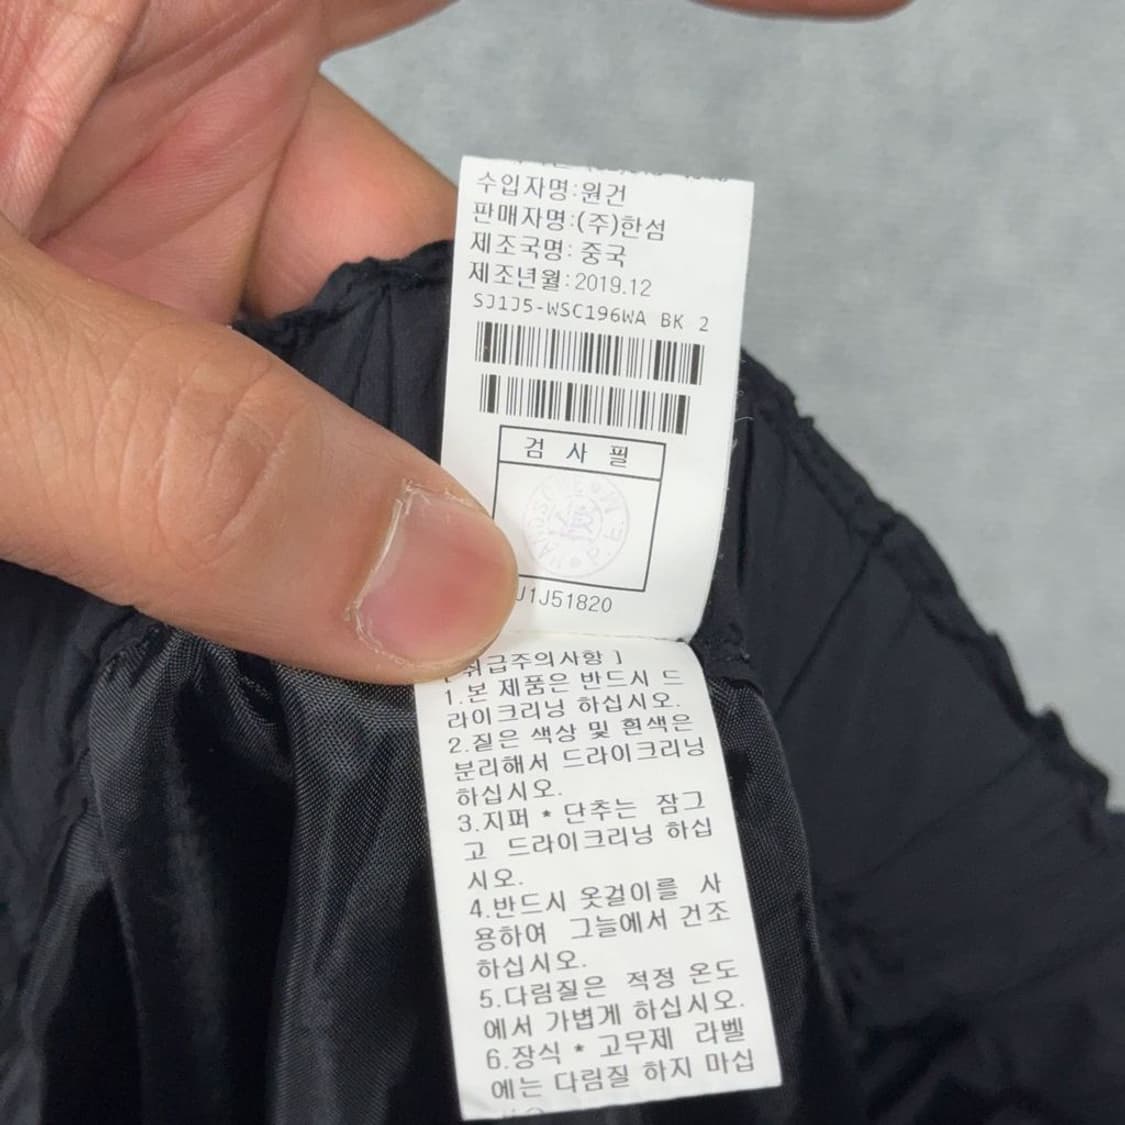 수입자명:원건
판매자명:(주)한섬
제조국명: 중국
제조년월:2019.12
SJ1J5-WSC196WA BK 2
검 사 필
J1J51820
취급주의사항 ]
1.본 제품은 반드시 드
라이크리닝 하십시오.
2.짙은 색상 및 흰색은
분리해서 드라이크리닝
하십시오.
3.지퍼 * 단추는 잠그
고 드라이크리닝 하십
시오.
4.반드시 옷걸이를 사
용하여 그늘에서 건조
하십시오.
5.다림질은 적정 온도
에서 가볍게 하십시오.
6.장식 * 고무제 라벨
에는 다림질 하지 마십